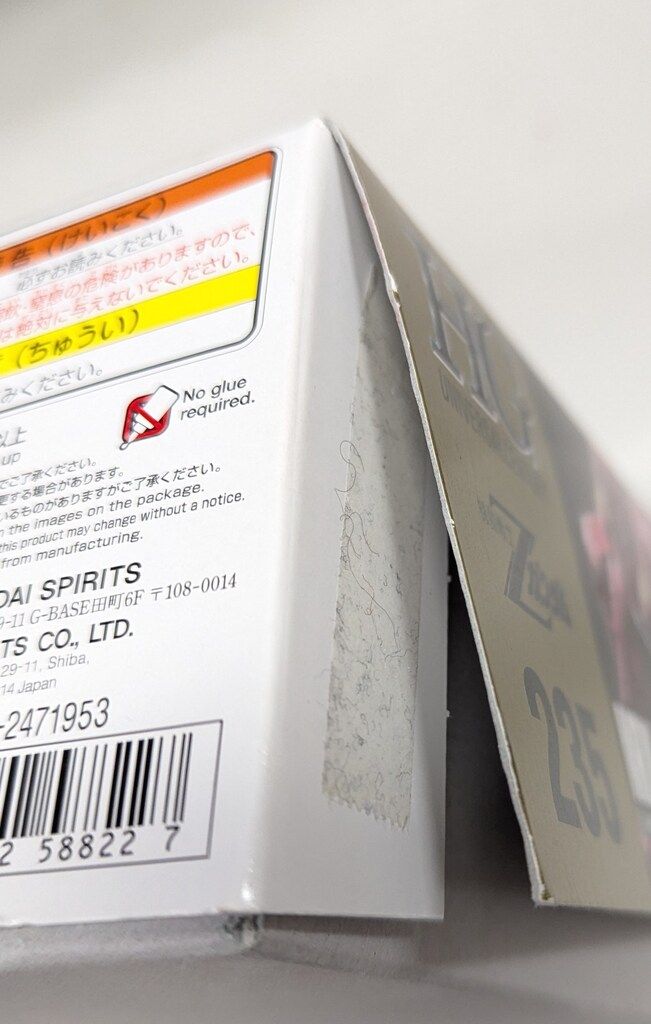 告（けいこく）
必ずお読みください。
窒息の危険がありますので、
は絶対に与えないでください。
（ちゅうい）
みください。
No glue
required.
以上
up
でご了承ください。
更する場合があります。
いるものがありますがご了承ください。
n the images on the package.
this product may change without a notice.
from manufacturing.
DAI SPIRITS
9-11 G-BASE田町6F 〒108-0014
TS CO., LTD.
29-11, Shiba,
14 Japan
-2471953
2 58822 7
HG
UNIVERSAL
235